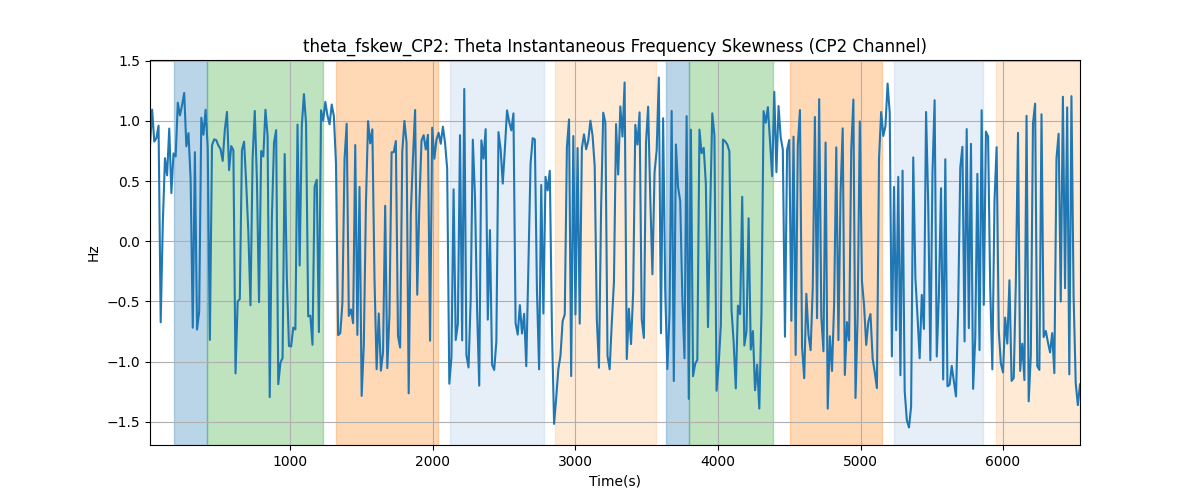 theta_fskew_CP2: Theta Instantaneous Frequency Skewness (CP2 Channel)
1.5
1.0
0.5
0.0
−0.5
−1.0
−1.5
Hz
1000 2000 3000 4000 5000 6000
Time(s)